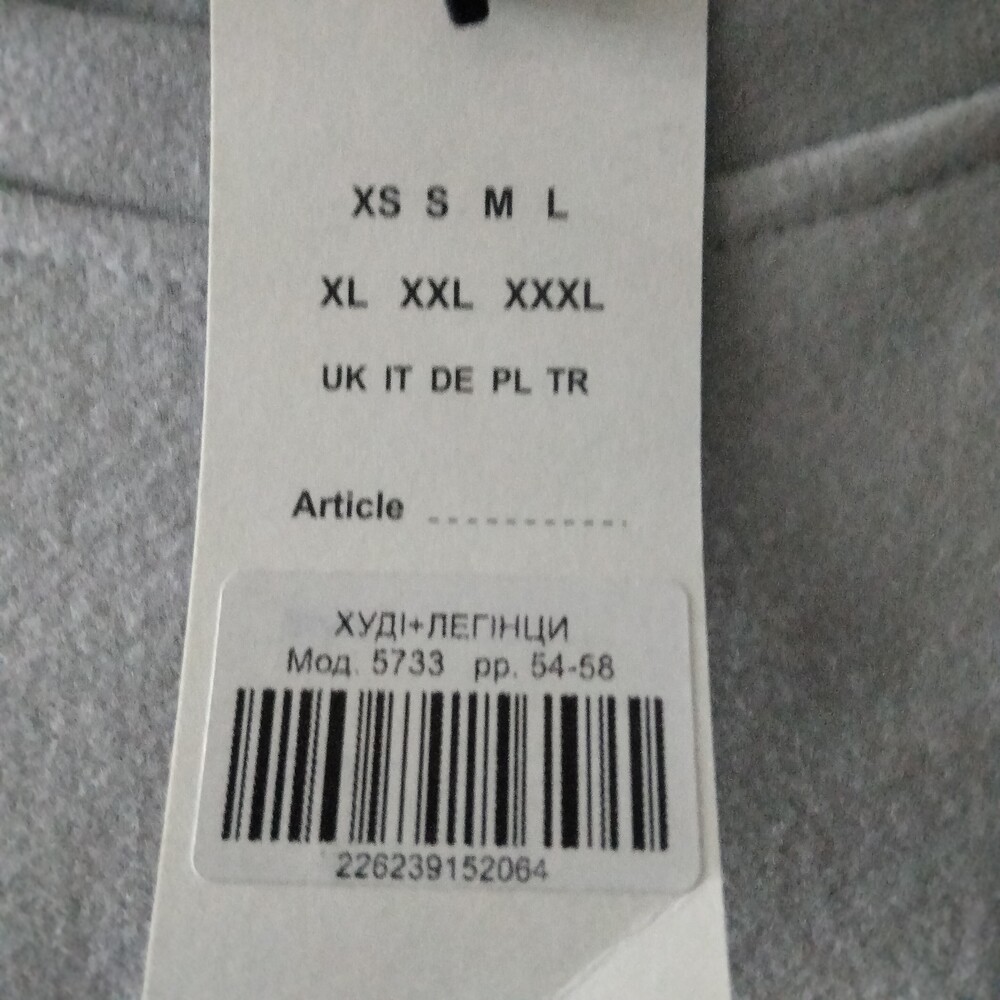 XS S M L
XL XXL XXXL
UK IT DE PL TR
Article ............
ХУДІ+ЛЕГІНЦИ
Мод. 5733 рр. 54-58
226239152064